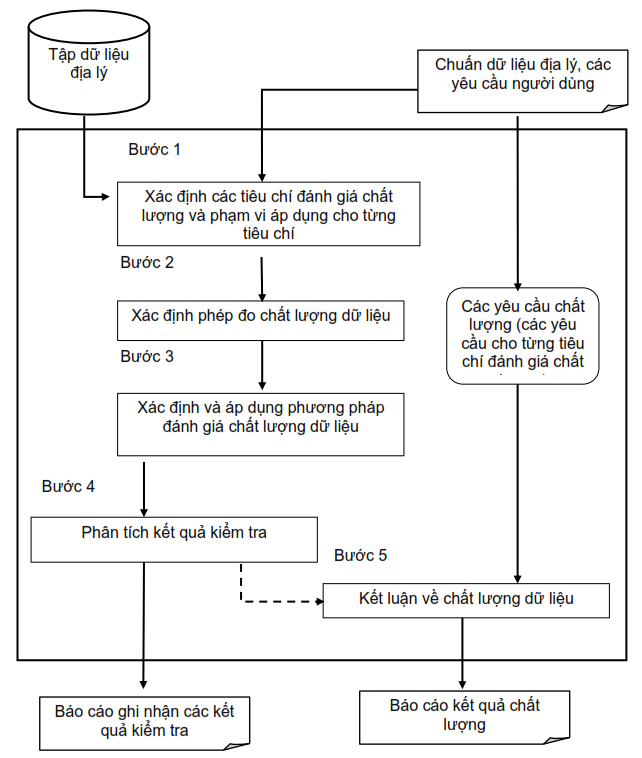 Tập dữ liệu
địa lý
Chuẩn dữ liệu địa lý, các
yêu cầu người dùng
Bước 1
Xác định các tiêu chí đánh giá chất
lượng và phạm vi áp dụng cho từng
tiêu chí
Bước 2
Xác định phép đo chất lượng dữ liệu
Các yêu cầu chất
lượng (các yêu
cầu cho từng tiêu
chí đánh giá chất
Bước 3
Xác định và áp dụng phương pháp
đánh giá chất lượng dữ liệu
Bước 4
Phân tích kết quả kiểm tra
Bước 5
Kết luận về chất lượng dữ liệu
Báo cáo ghi nhận các kết
quả kiểm tra
Báo cáo kết quả chất
lượng